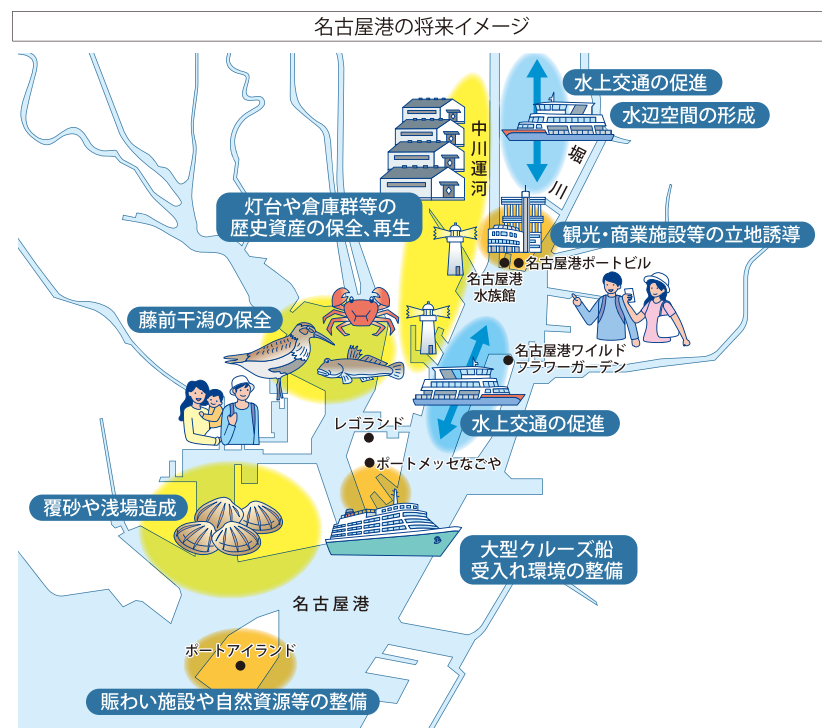 名古屋港の将来イメージ
水上交通の促進
水辺空間の形成
中川運河
堀川
灯台や倉庫群等の
歴史資産の保全、再生
観光・商業施設等の立地誘導
名古屋港ポートビル
名古屋港
水族館
藤前干潟の保全
名古屋港ワイルド
フラワーガーデン
水上交通の促進
レゴランド
ポートメッセなごや
覆砂や浅場造成
大型クルーズ船
受入れ環境の整備
名古屋港
ポートアイランド
賑わい施設や自然資源等の整備